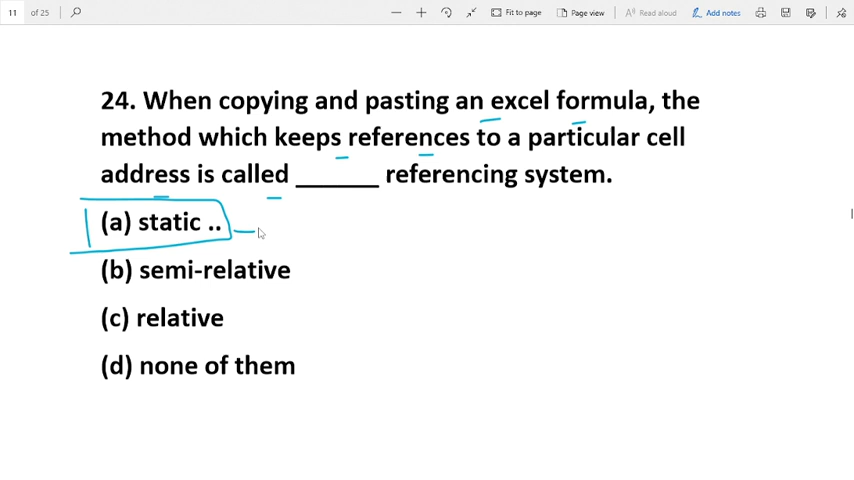 11 of 25 Fit to page Page view Read aloud Add notes
24. When copying and pasting an excel formula, the
method which keeps references to a particular cell
address is called ______ referencing system.
(a) static ..
(b) semi-relative
(c) relative
(d) none of them